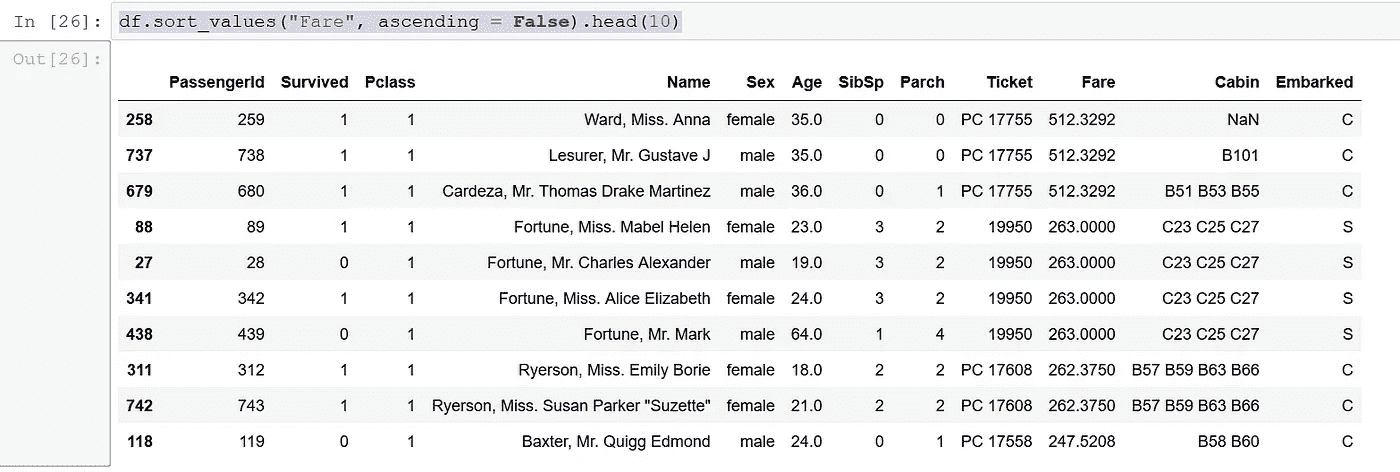 In [26]: df.sort_values("Fare", ascending = False).head(10)
Out[26]:
PassengerId Survived Pclass Name Sex Age SibSp Parch Ticket Fare Cabin Embarked
258 259 1 1 Ward, Miss. Anna female 35.0 0 0 PC 17755 512.3292 NaN C
737 738 1 1 Lesurer, Mr. Gustave J male 35.0 0 0 PC 17755 512.3292 B101 C
679 680 1 1 Cardeza, Mr. Thomas Drake Martinez male 36.0 0 1 PC 17755 512.3292 B51 B53 B55 C
88 89 1 1 Fortune, Miss. Mabel Helen female 23.0 3 2 19950 263.0000 C23 C25 C27 S
27 28 0 1 Fortune, Mr. Charles Alexander male 19.0 3 2 19950 263.0000 C23 C25 C27 S
341 342 1 1 Fortune, Miss. Alice Elizabeth female 24.0 3 2 19950 263.0000 C23 C25 C27 S
438 439 0 1 Fortune, Mr. Mark male 64.0 1 4 19950 263.0000 C23 C25 C27 S
311 312 1 1 Ryerson, Miss. Emily Borie female 18.0 2 2 PC 17608 262.3750 B57 B59 B63 B66 C
742 743 1 1 Ryerson, Miss. Susan Parker "Suzette" female 21.0 2 2 PC 17608 262.3750 B57 B59 B63 B66 C
118 119 0 1 Baxter, Mr. Quigg Edmond male 24.0 0 1 PC 17558 247.5208 B58 B60 C